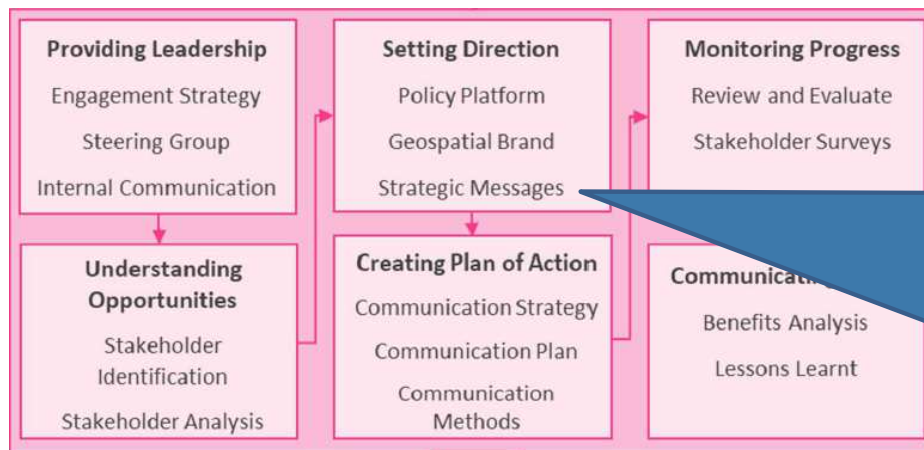 Providing Leadership
Engagement Strategy
Steering Group
Internal Communication
Understanding
Opportunities
Stakeholder
Identification
Stakeholder Analysis
Setting Direction
Policy Platform
Geospatial Brand
Strategic Messages
Creating Plan of Action
Communication Strategy
Communication Plan
Communication
Methods
Monitoring Progress
Review and Evaluate
Stakeholder Surveys
Benefits Analysis
Lessons Learnt